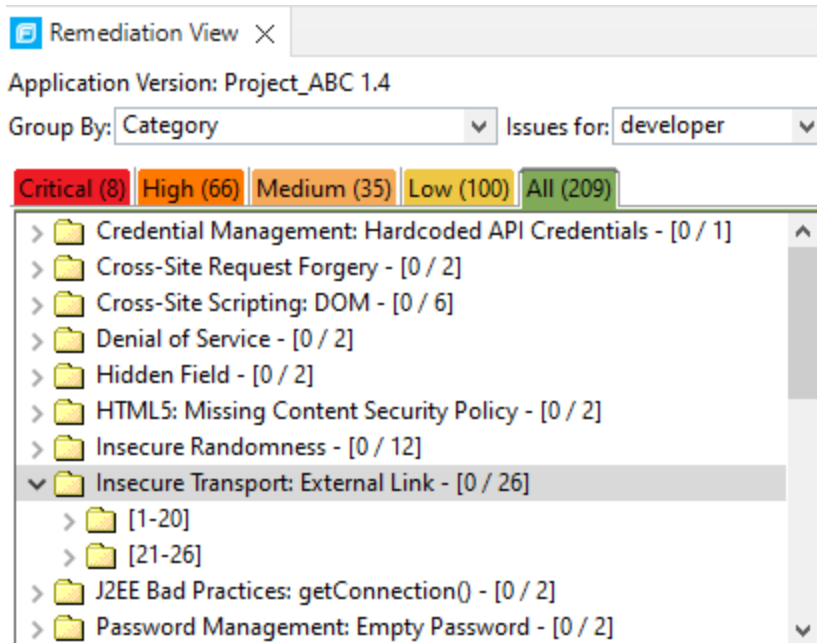 Remediation View
Application Version: Project_ABC 1.4
Group By: Category Issues for: developer
Critical (8) High (66) Medium (35) Low (100) All (209)
Credential Management: Hardcoded API Credentials - [0 / 1]
Cross-Site Request Forgery - [0 / 2]
Cross-Site Scripting: DOM - [0 / 6]
Denial of Service - [0 / 2]
Hidden Field - [0 / 2]
HTML5: Missing Content Security Policy - [0 / 2]
Insecure Randomness - [0 / 12]
Insecure Transport: External Link - [0 / 26]
[1-20]
[21-26]
J2EE Bad Practices: getConnection() - [0 / 2]
Password Management: Empty Password - [0 / 2]